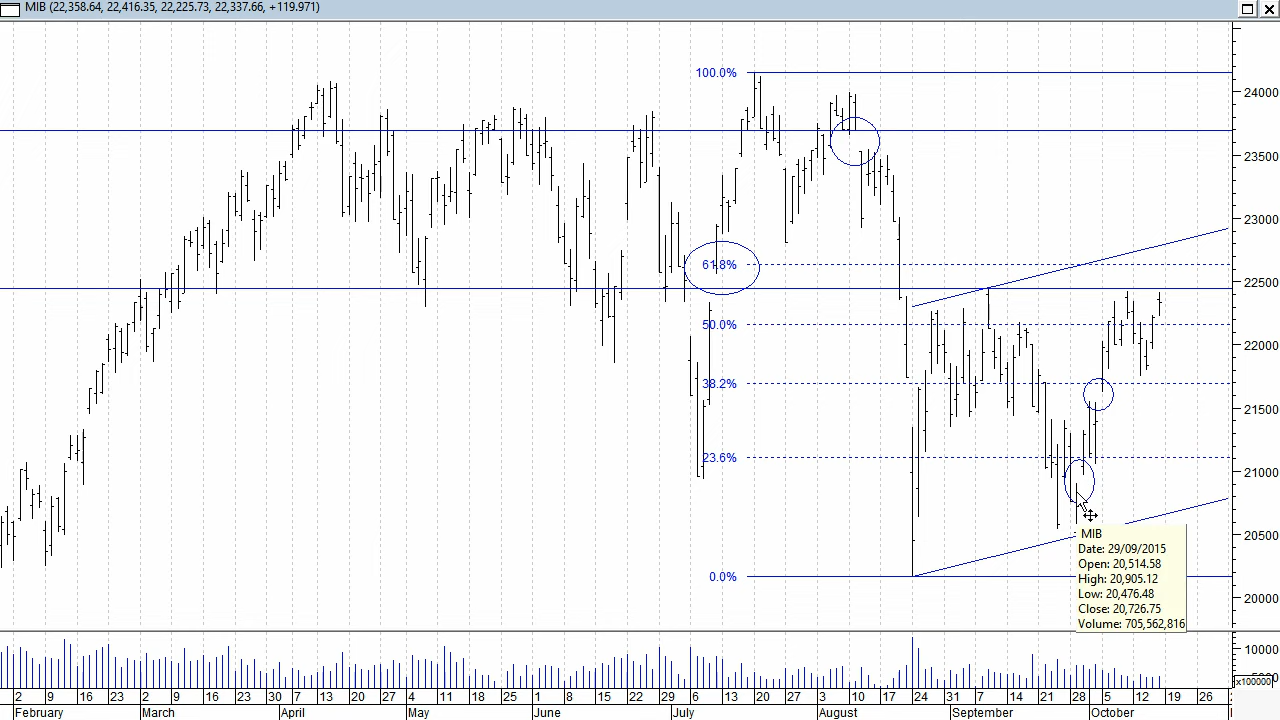 MIB (22,358.64, 22,416.35, 22,225.73, 22,337.66, +119.971)
100.0%
61.8%
50.0%
38.2%
23.6%
0.0%
24000
23500
23000
22500
22000
21500
21000
20500
20000
10000
5000
x100000
MIB
Date: 29/09/2015
Open: 20,514.58
High: 20,905.12
Low: 20,476.48
Close: 20,726.75
Volume: 705,562,816
2 9 16 23 2 9 16 23 30 7 13 20 27 4 11 18 25 1 8 15 22 29 6 13 20 27 3 10 17 24 31 7 14 21 28 5 12 19 26
February March April May June July August September October